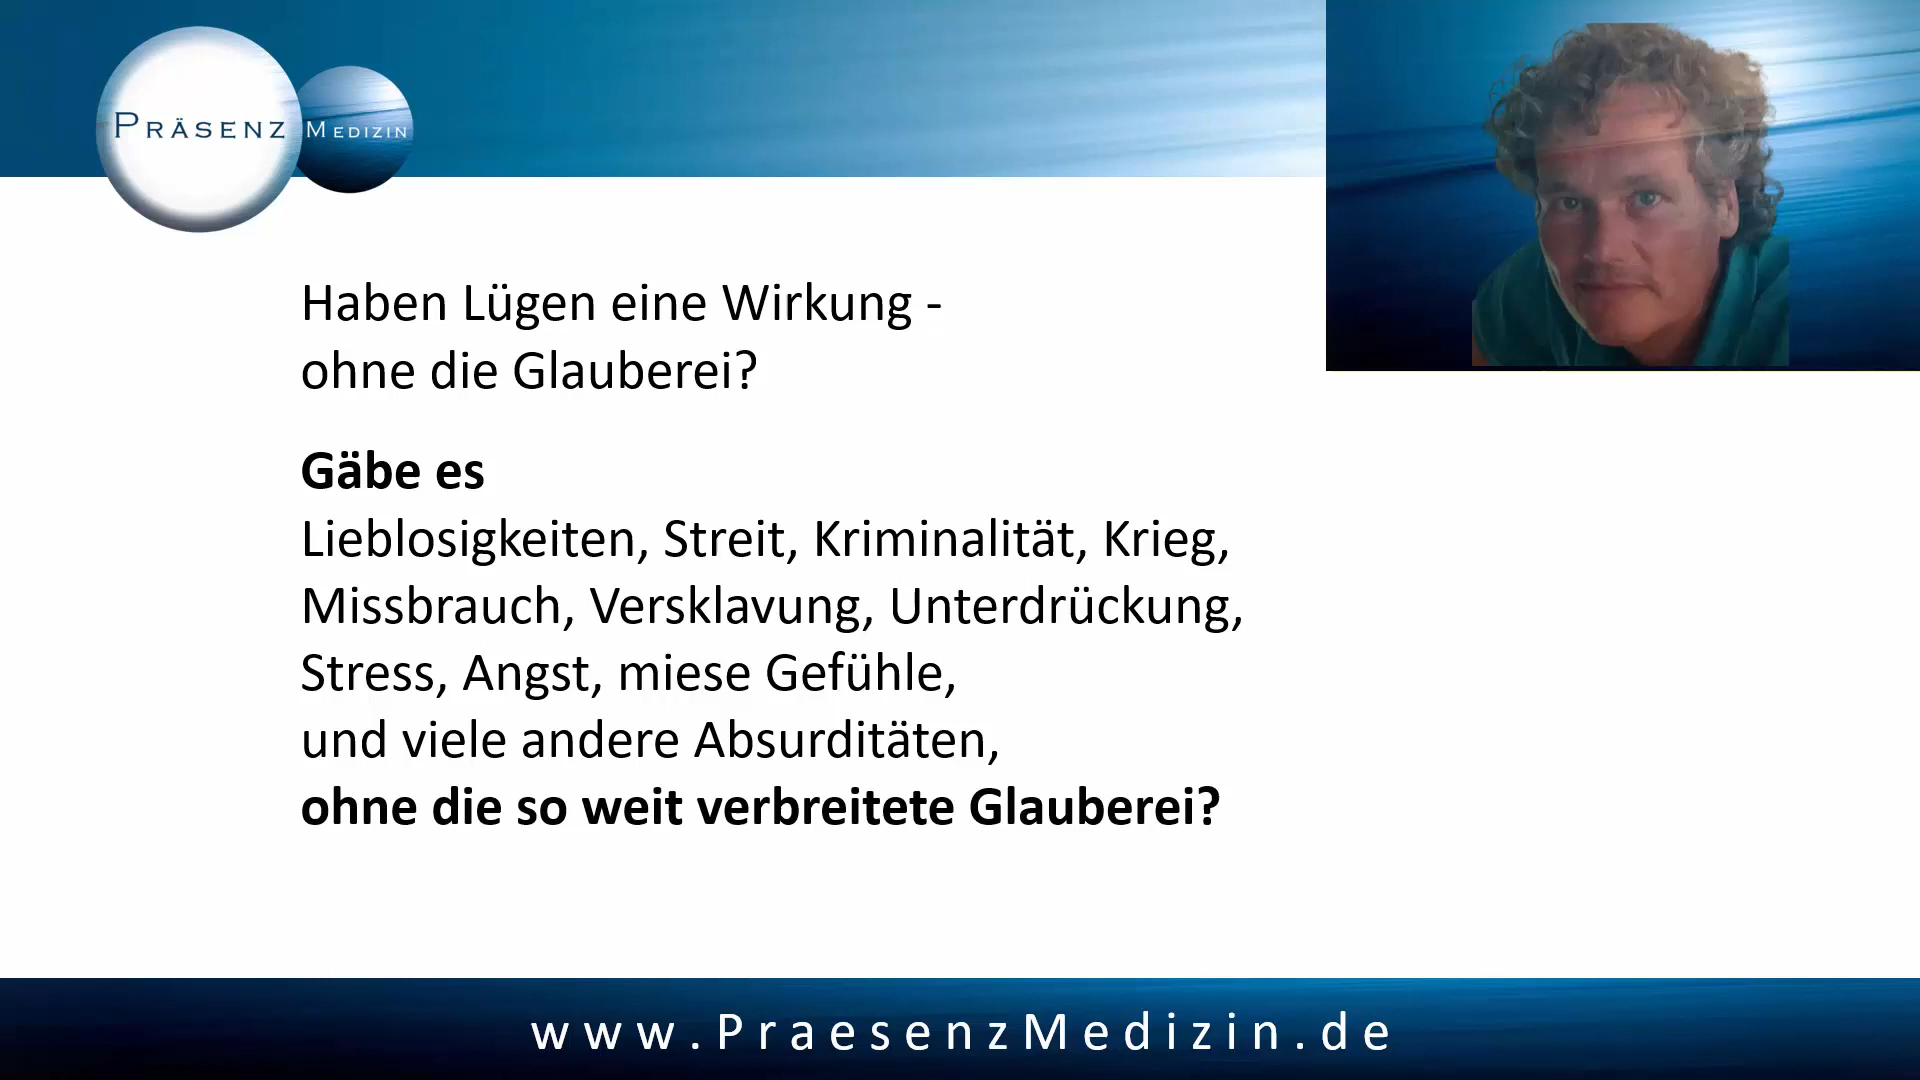 PRÄSENZ MEDIZIN
Haben Lügen eine Wirkung -
ohne die Glauberei?
Gäbe es
Lieblosigkeiten, Streit, Kriminalität, Krieg,
Missbrauch, Versklavung, Unterdrückung,
Stress, Angst, miese Gefühle,
und viele andere Absurditäten,
ohne die so weit verbreitete Glauberei?
www.PraesenzMedizin.de